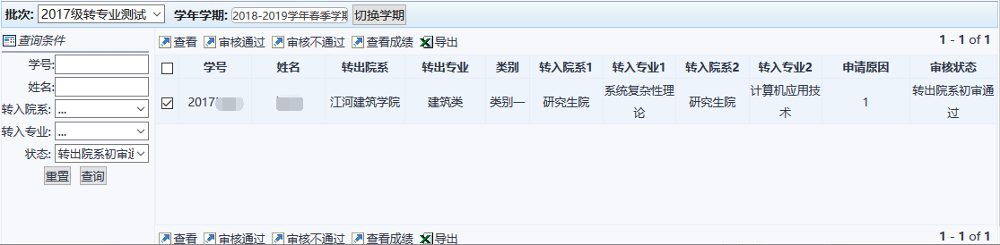 批次: 2017级转专业测试 学年学期: 2018-2019学年春季学期 切换学期
查询条件
学号:
姓名:
转入院系: ...
转入专业: ...
状态: 转出院系初审通
重置 查询
查看 审核通过 审核不通过 查看成绩 导出 1 - 1 of 1
学号 姓名 转出院系 转出专业 类别 转入院系1 转入专业1 转入院系2 转入专业2 申请原因 审核状态
2017 江河建筑学院 建筑类 类别一 研究生院 系统复杂性理论 研究生院 计算机应用技术 1 转出院系初审通过
查看 审核通过 审核不通过 查看成绩 导出 1 - 1 of 1